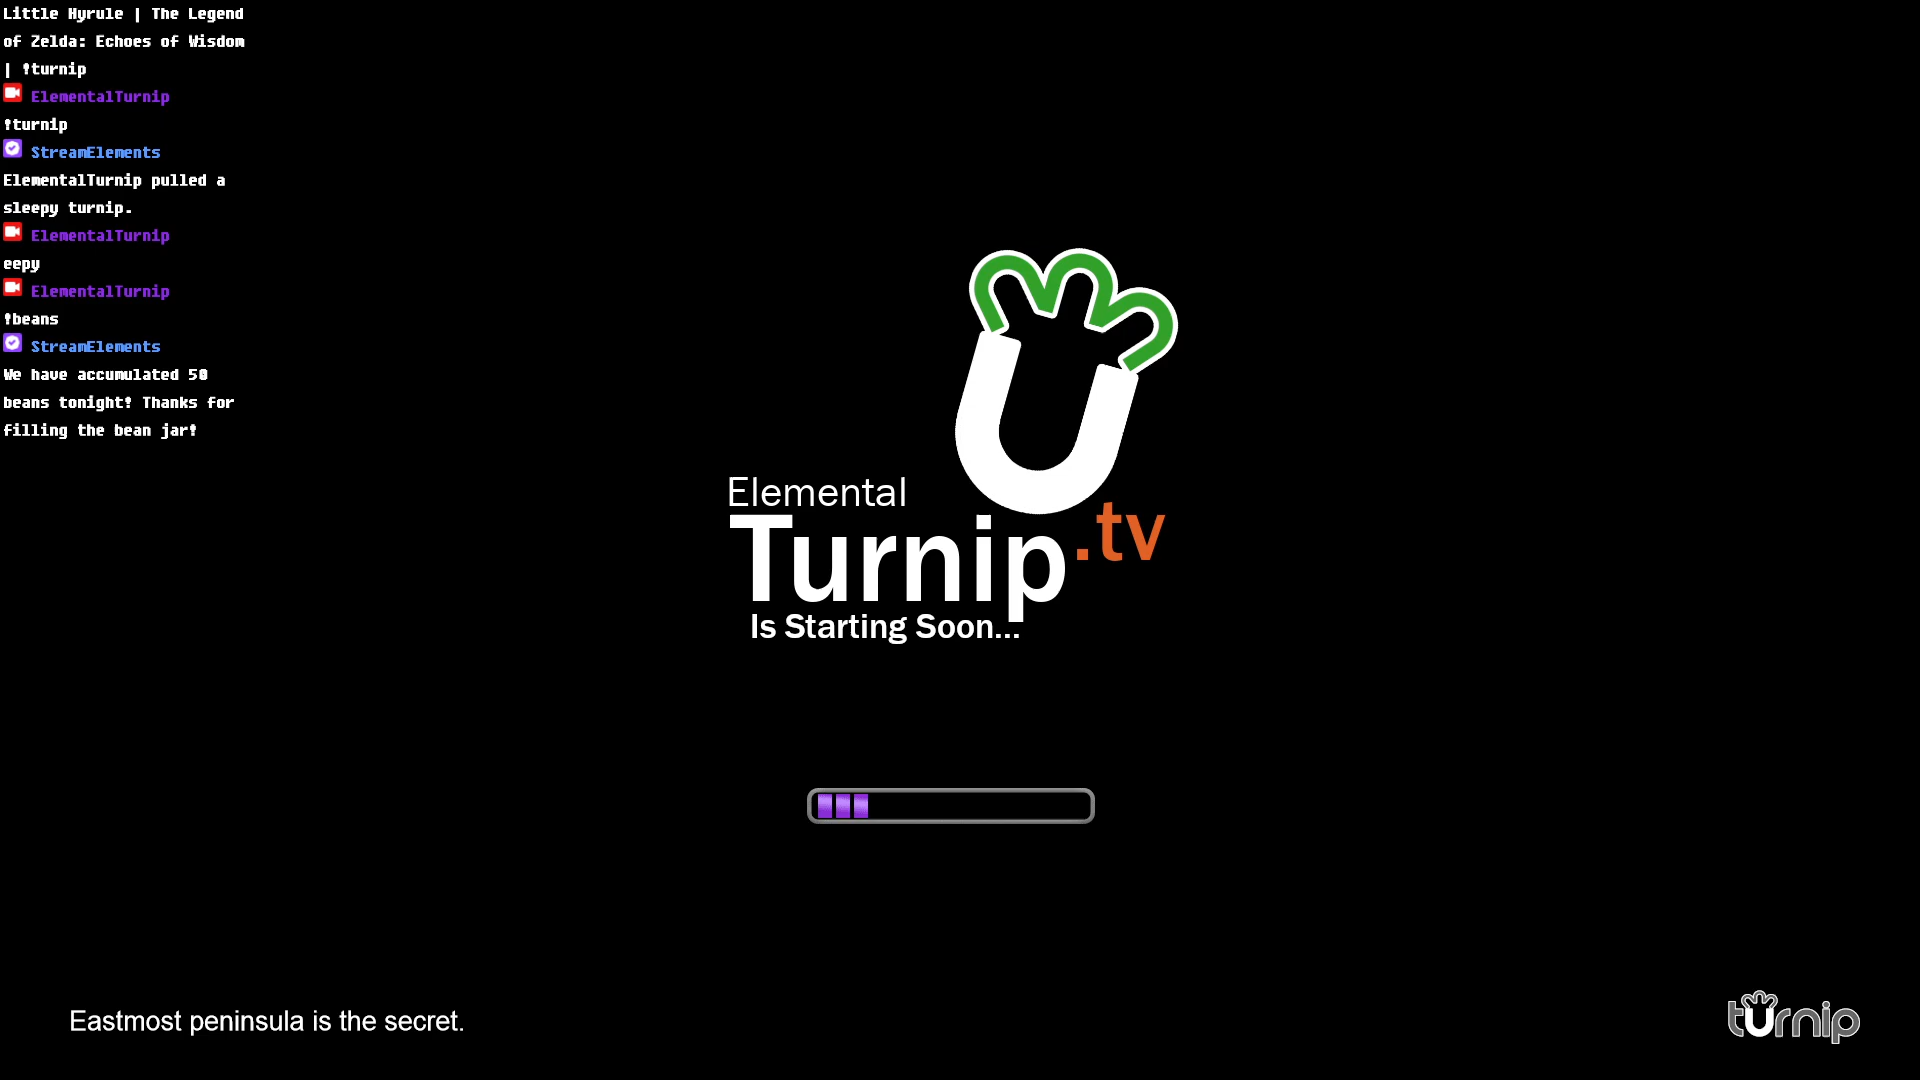 Little Hyrule | The Legend
of Zelda: Echoes of Wisdom
| !turnip
ElementalTurnip
!turnip
StreamElements
ElementalTurnip pulled a
sleepy turnip.
ElementalTurnip
eepy
ElementalTurnip
!beans
StreamElements
We have accumulated 50
beans tonight! Thanks for
filling the bean jar!
Elemental
Turnip.tv
Is Starting Soon...
Eastmost peninsula is the secret.
turnip